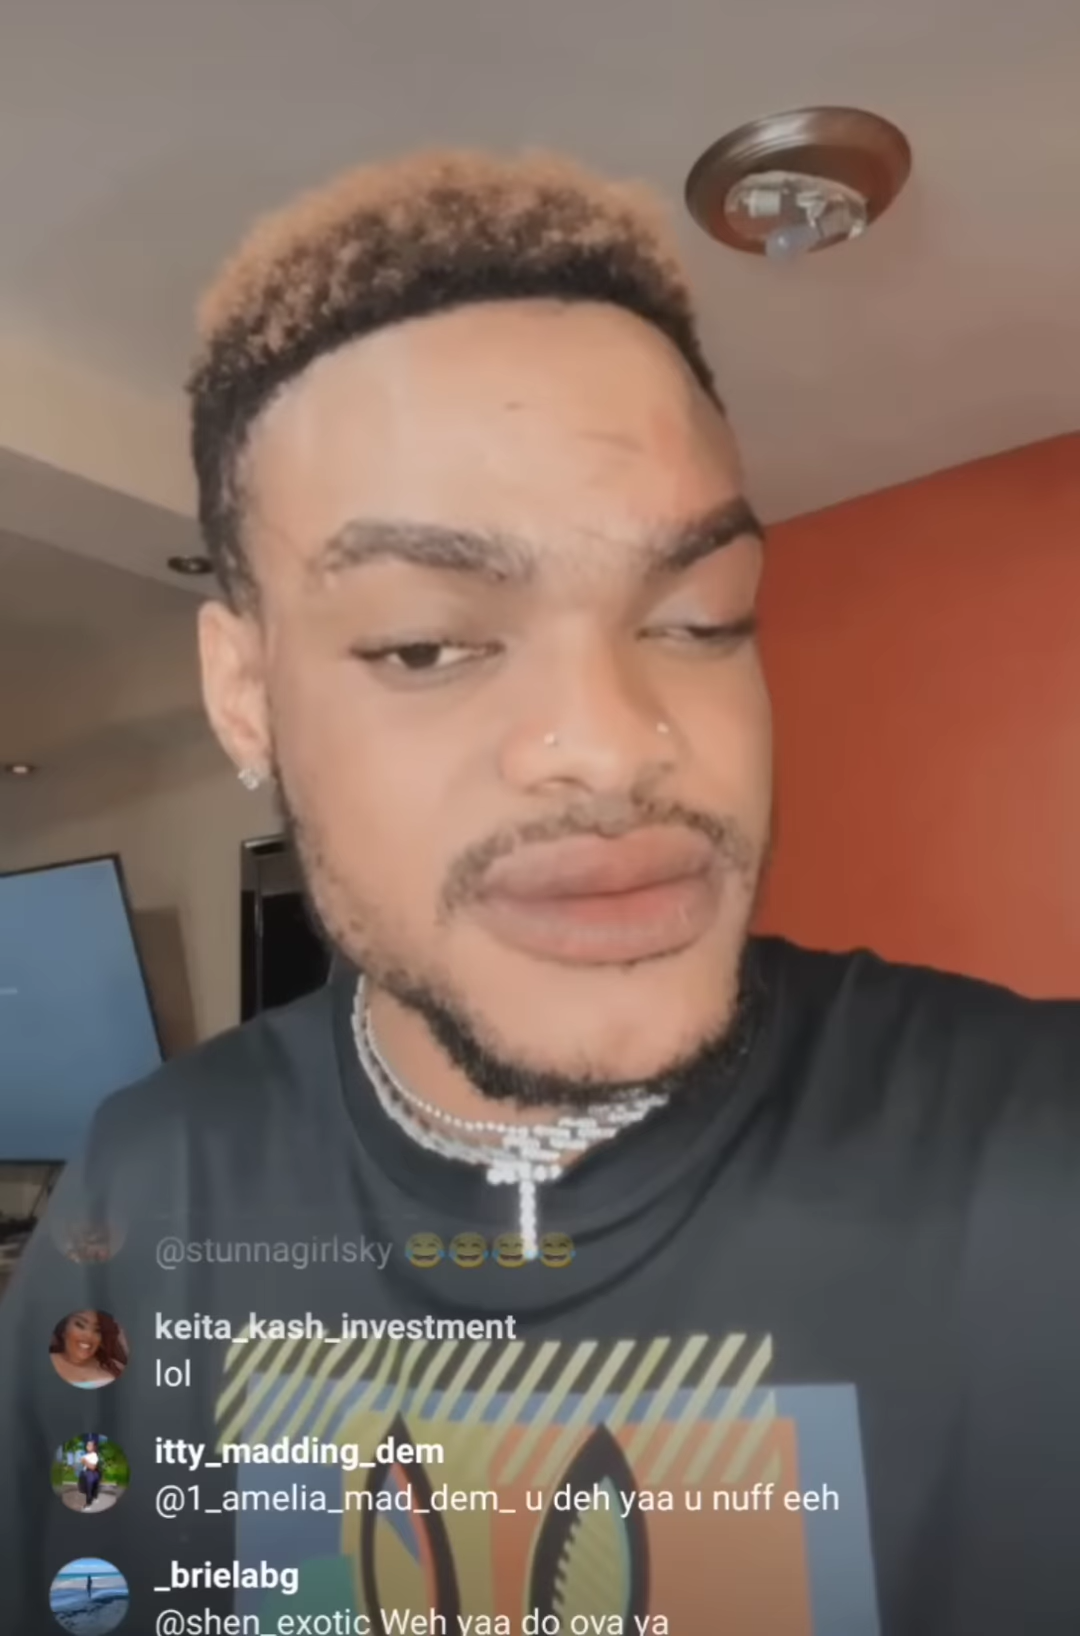 @stunnagirlsky 😂😂😂😂
keita_kash_investment
lol
itty_madding_dem
@1_amelia_mad_dem_ u deh yaa u nuff eeh
_brielabg
@shen_exotic Weh yaa do ova ya